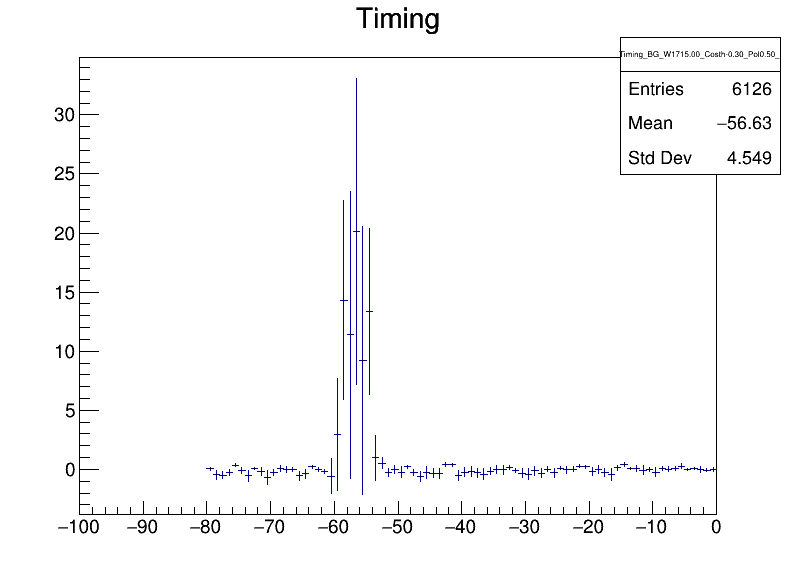 Timing
Timing_BG_W1715.00_Costh-0.30_Pol0.50_
Entries 6126
Mean −56.63
Std Dev 4.549
30
25
20
15
10
5
0
−100 −90 −80 −70 −60 −50 −40 −30 −20 −10 0